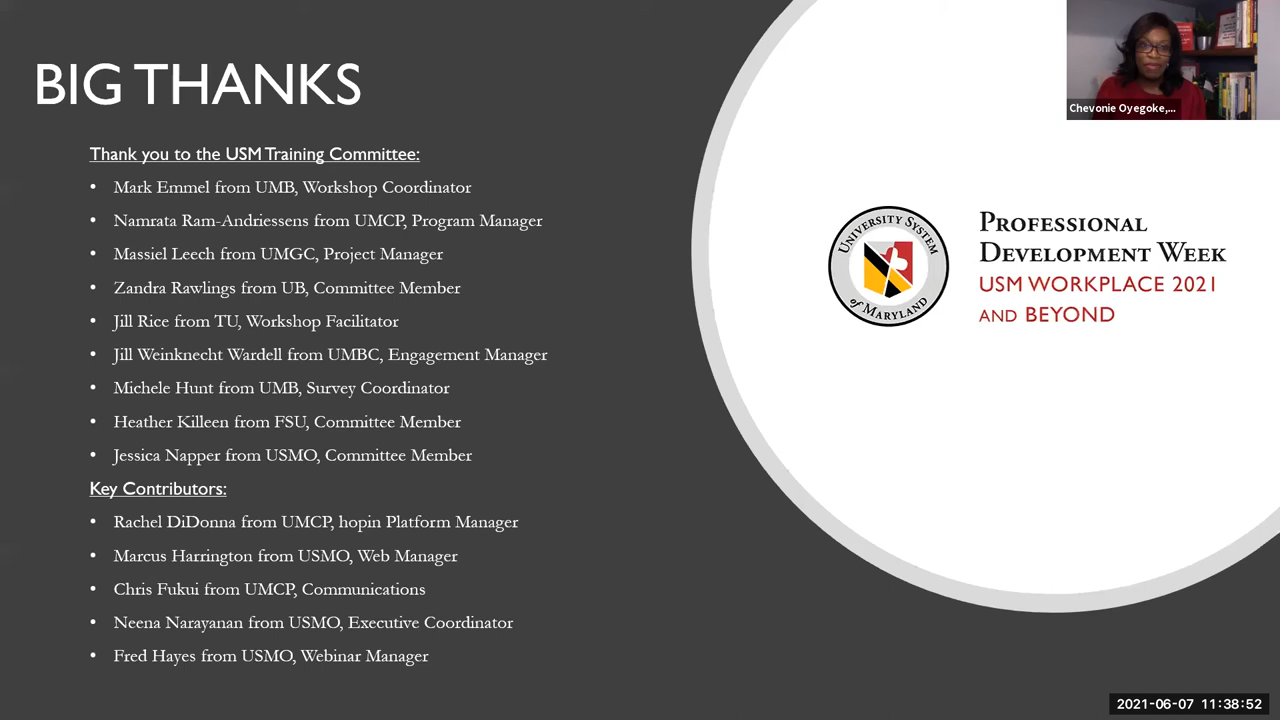 BIG THANKS
Thank you to the USM Training Committee:
• Mark Emmel from UMB, Workshop Coordinator
• Namrata Ram-Andriessens from UMCP, Program Manager
• Massiel Leech from UMGC, Project Manager
• Zandra Rawlings from UB, Committee Member
• Jill Rice from TU, Workshop Facilitator
• Jill Weinknecht Wardell from UMBC, Engagement Manager
• Michele Hunt from UMB, Survey Coordinator
• Heather Killeen from FSU, Committee Member
• Jessica Napper from USMO, Committee Member
Key Contributors:
• Rachel DiDonna from UMCP, hopin Platform Manager
• Marcus Harrington from USMO, Web Manager
• Chris Fukui from UMCP, Communications
• Neena Narayanan from USMO, Executive Coordinator
• Fred Hayes from USMO, Webinar Manager
Chevonie Oyegoke,...
UNIVERSITY SYSTEM
of MARYLAND
PROFESSIONAL
DEVELOPMENT WEEK
USM WORKPLACE 2021
AND BEYOND
2021-06-07 11:38:52